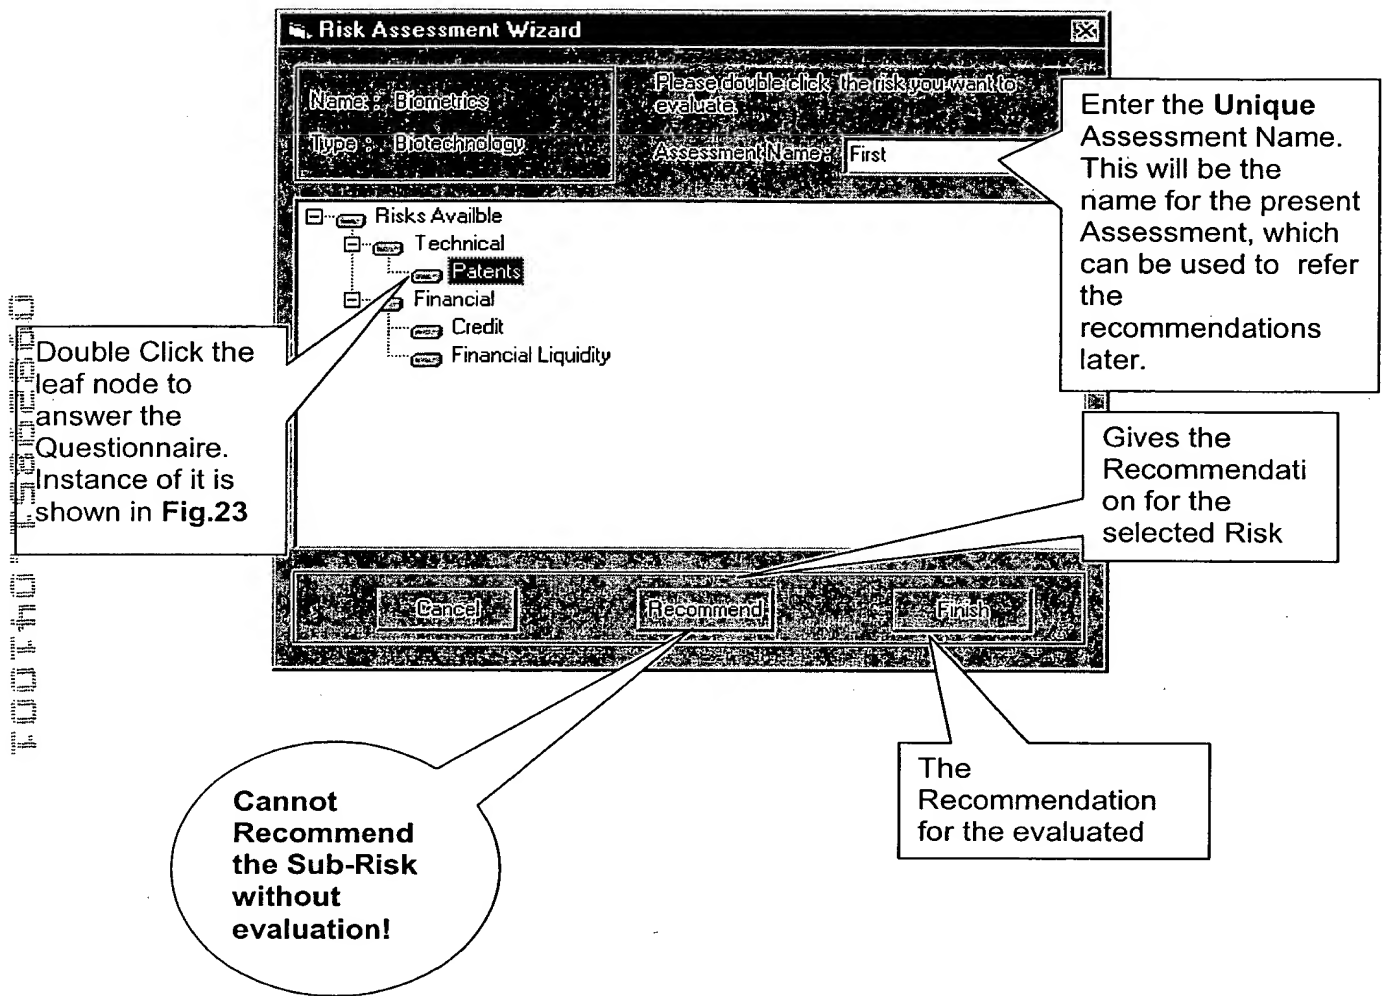 Risk Assessment Wizard
Name: Biometrics
Type: Biotechnology
Please double click the risk you want to
evaluate
Assessment Name: First
Enter the Unique
Assessment Name.
This will be the
name for the present
Assessment, which
can be used to refer
the
recommendations
later.
Risks Availble
Technical
Patents
Financial
Credit
Financial Liquidity
Double Click the
leaf node to
answer the
Questionnaire.
Instance of it is
shown in Fig.23
Gives the
Recommendati
on for the
selected Risk
Cancel Recommend Finish
Cannot
Recommend
the Sub-Risk
without
evaluation!
The
Recommendation
for the evaluated